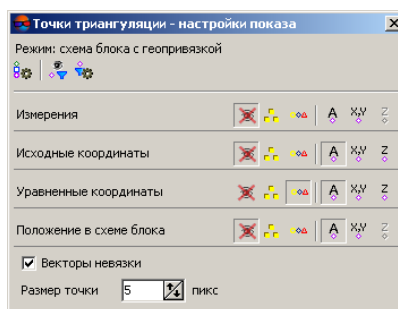 Точки триангуляции - настройки показа
Режим: схема блока с геопривязкой
Измерения A X,Y Z
Исходные координаты A X,Y Z
Уравненные координаты A X,Y Z
Положение в схеме блока A X,Y Z
Векторы невязки
Размер точки 5 пикс